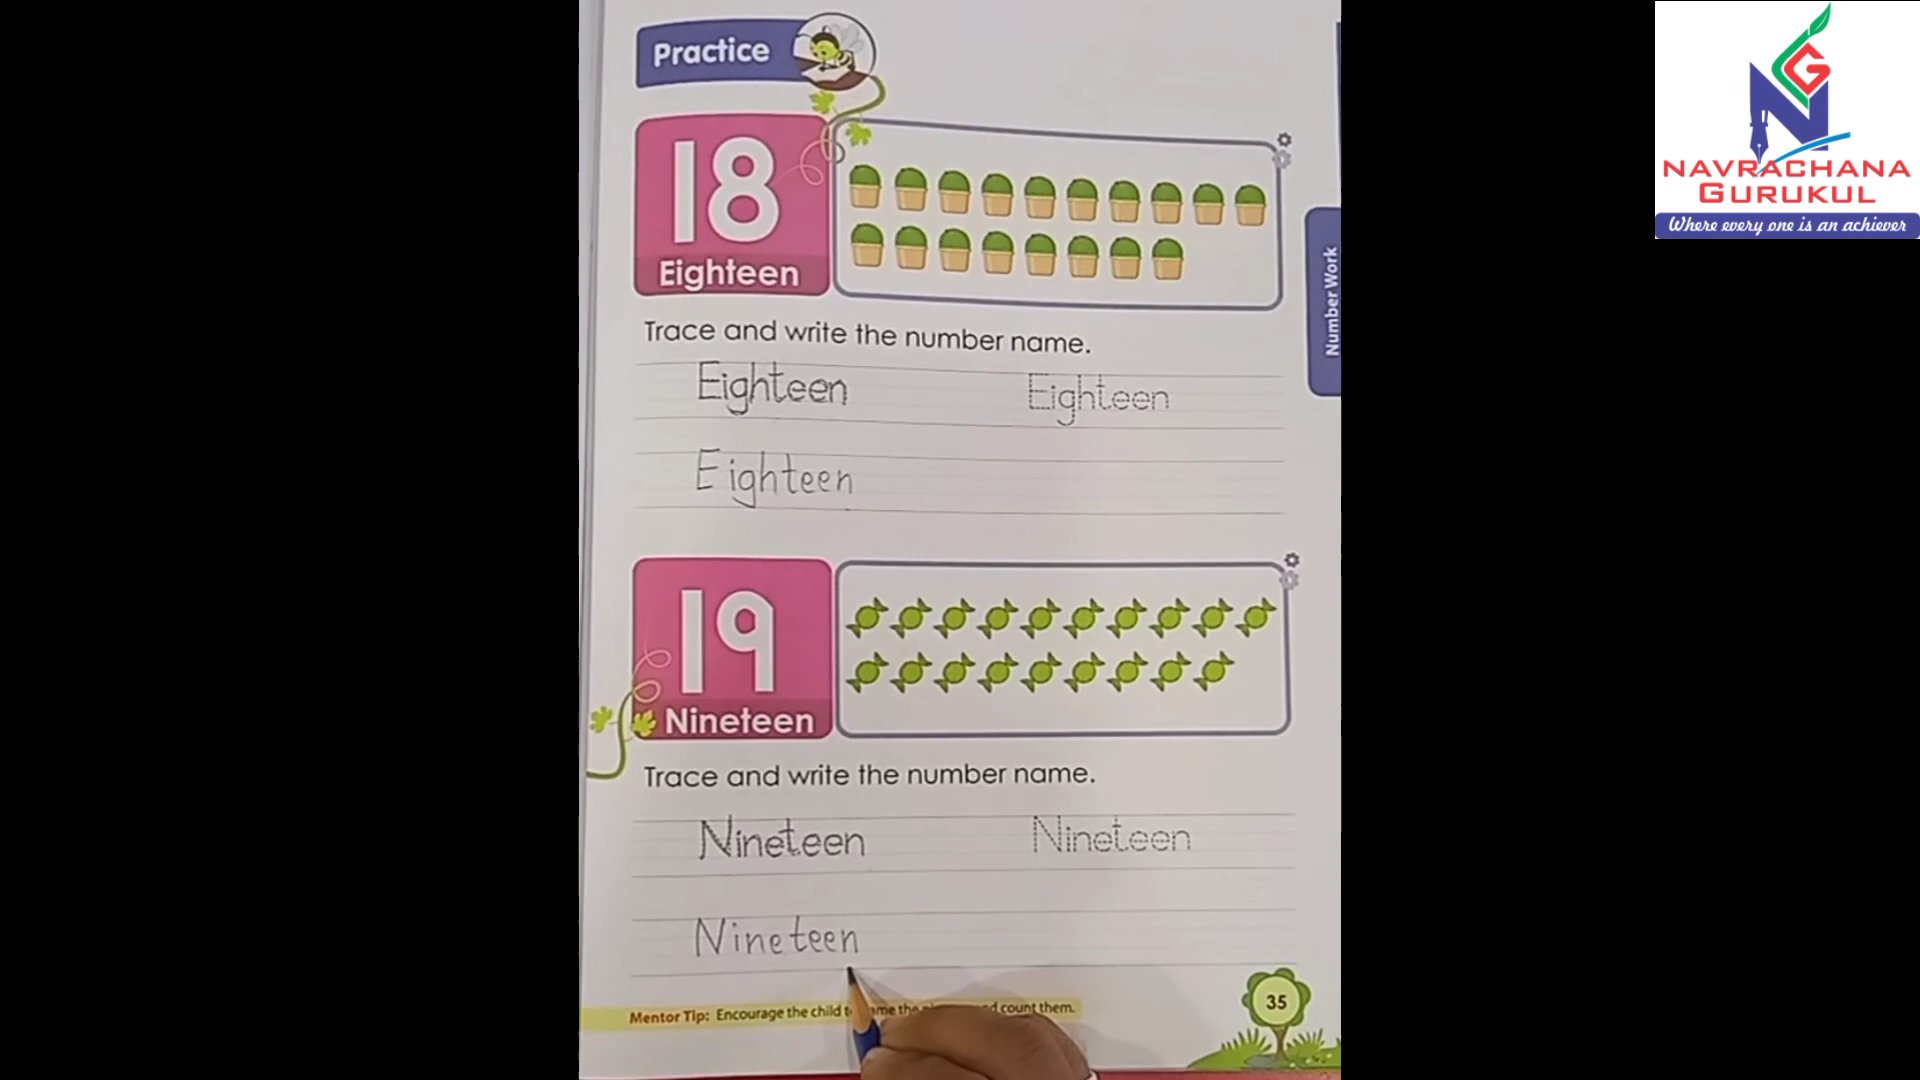 Practice
18
Eighteen
Trace and write the number name.
Eighteen Eighteen
Eighteen
19
Nineteen
Trace and write the number name.
Nineteen Nineteen
Nineteen
Mentor Tip: Encourage the child the count them.
35
Number Work
NG
NAVRACHANA
GURUKUL
Where every one is an achiever